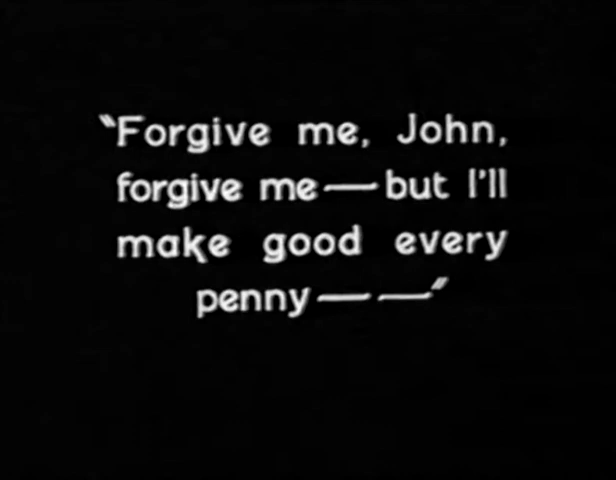 "Forgive me, John,
forgive me—but I'll
make good every
penny— —"